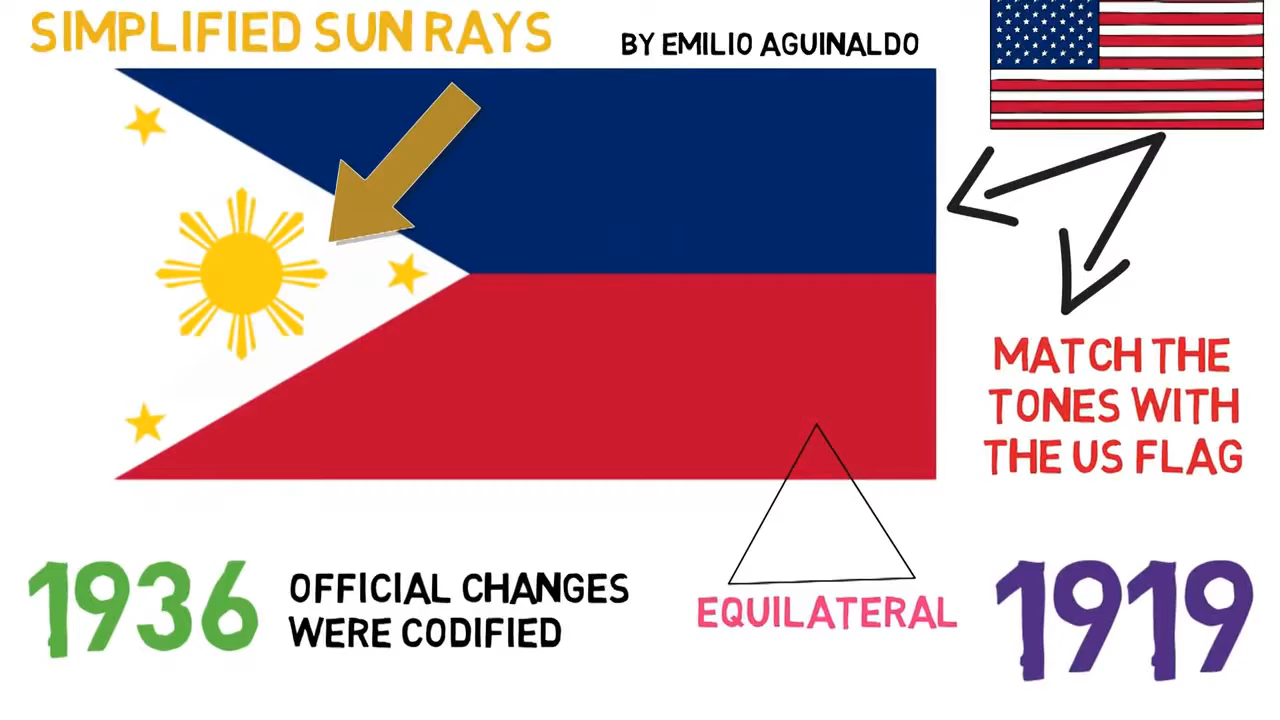 SIMPLIFIED SUN RAYS
BY EMILIO AGUINALDO
MATCH THE
TONES WITH
THE US FLAG
1936
OFFICIAL CHANGES
WERE CODIFIED
EQUILATERAL
1919